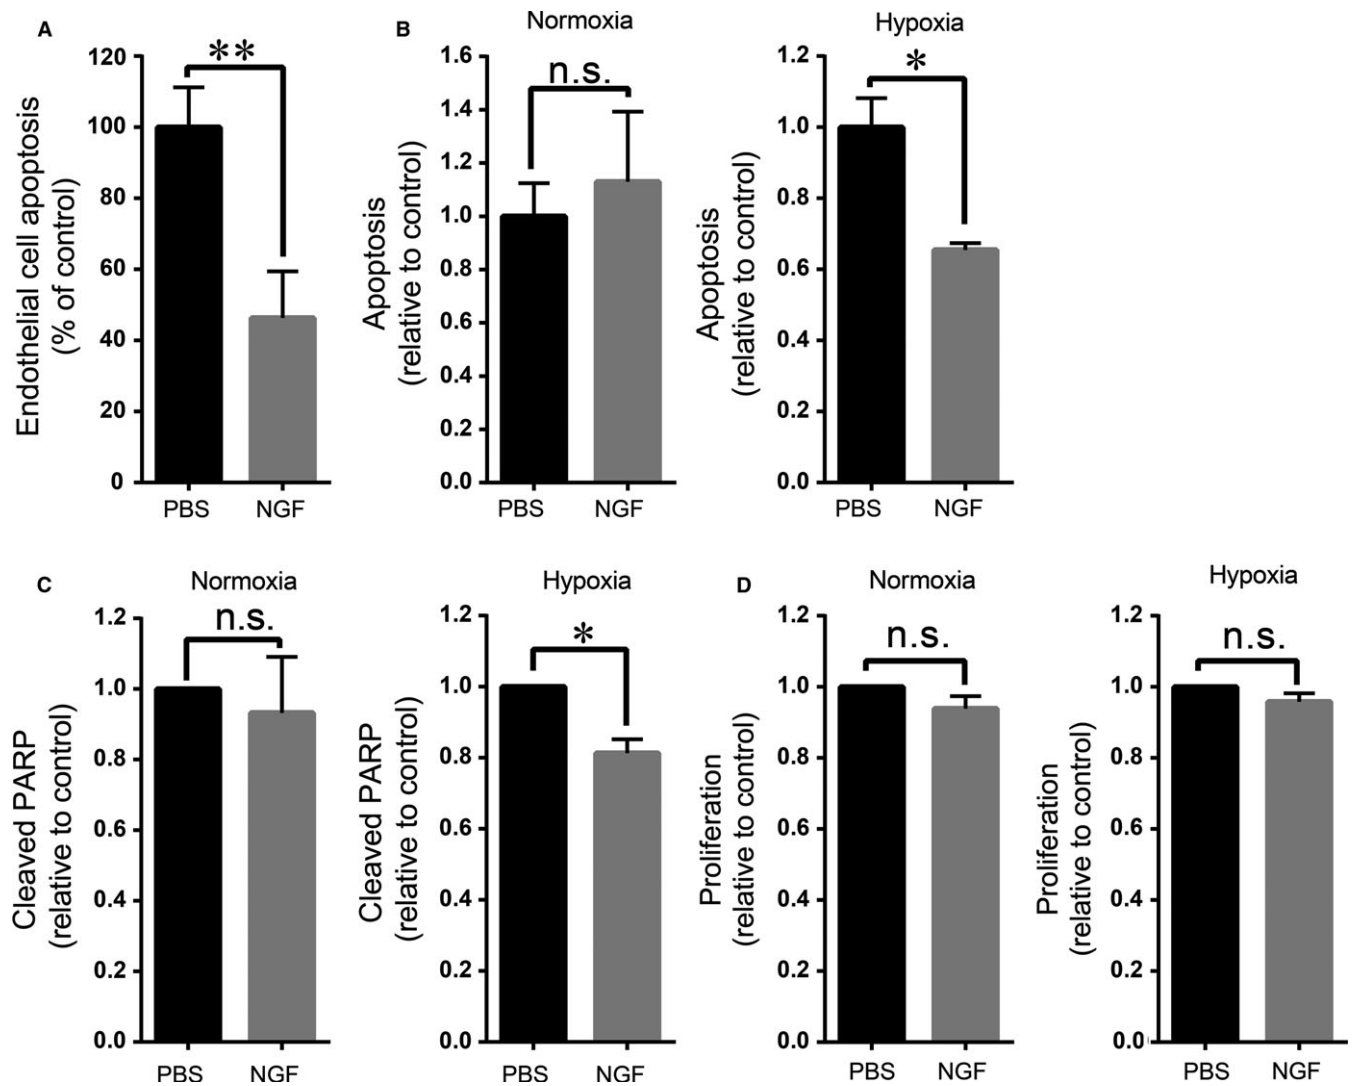 A
120
100
80
60
40
20
0
Endothelial cell apoptosis
(% of control)
**
PBS
NGF
B
Normoxia
1.6
1.4
1.2
1.0
0.8
0.6
0.4
0.2
0.0
Apoptosis
(relative to control)
n.s.
PBS
NGF
Hypoxia
1.2
1.0
0.8
0.6
0.4
0.2
0.0
Apoptosis
(relative to control)
*
PBS
NGF
C
Normoxia
1.2
1.0
0.8
0.6
0.4
0.2
0.0
Cleaved PARP
(relative to control)
n.s.
PBS
NGF
Hypoxia
1.2
1.0
0.8
0.6
0.4
0.2
0.0
Cleaved PARP
(relative to control)
*
PBS
NGF
D
Normoxia
1.2
1.0
0.8
0.6
0.4
0.2
0.0
Proliferation
(relative to control)
n.s.
PBS
NGF
Hypoxia
1.2
1.0
0.8
0.6
0.4
0.2
0.0
Proliferation
(relative to control)
n.s.
PBS
NGF